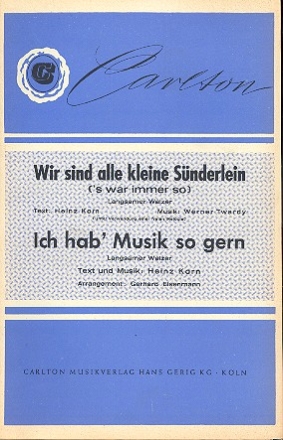 Carlton
Wir sind alle kleine Sünderlein
('s war immer so)
Langsamer Walzer
Text: Heinz Korn Musik: Werner Twardy
Ich hab' Musik so gern
Langsamer Walzer
Text und Musik: Heinz Korn
Arrangement: Gerhard Eisenmann
CARLTON MUSIKVERLAG HANS GERIG KG · KÖLN